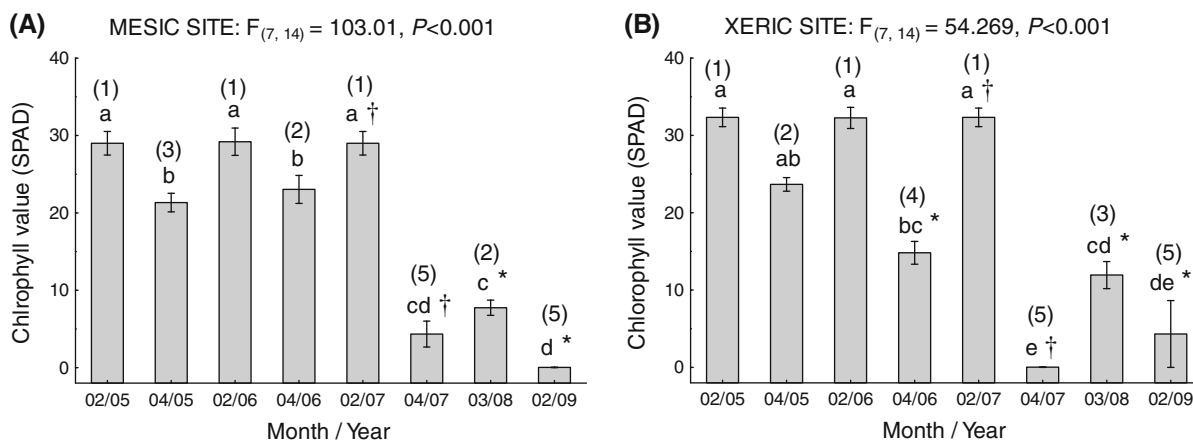 (A) MESIC SITE: F(7, 14) = 103.01, P<0.001
Chlrophyll value (SPAD)
40
30
20
10
0
(1)
a
(3)
b
(1)
a
(2)
b
(1)
a †
(5)
cd †
(2)
c *
(5)
d *
02/05 04/05 02/06 04/06 02/07 04/07 03/08 02/09
Month / Year
(B) XERIC SITE: F(7, 14) = 54.269, P<0.001
Chlorophyll value (SPAD)
40
30
20
10
0
(1)
a
(2)
ab
(1)
a
(4)
bc *
(1)
a †
(5)
e †
(3)
cd *
(5)
de *
02/05 04/05 02/06 04/06 02/07 04/07 03/08 02/09
Month / Year